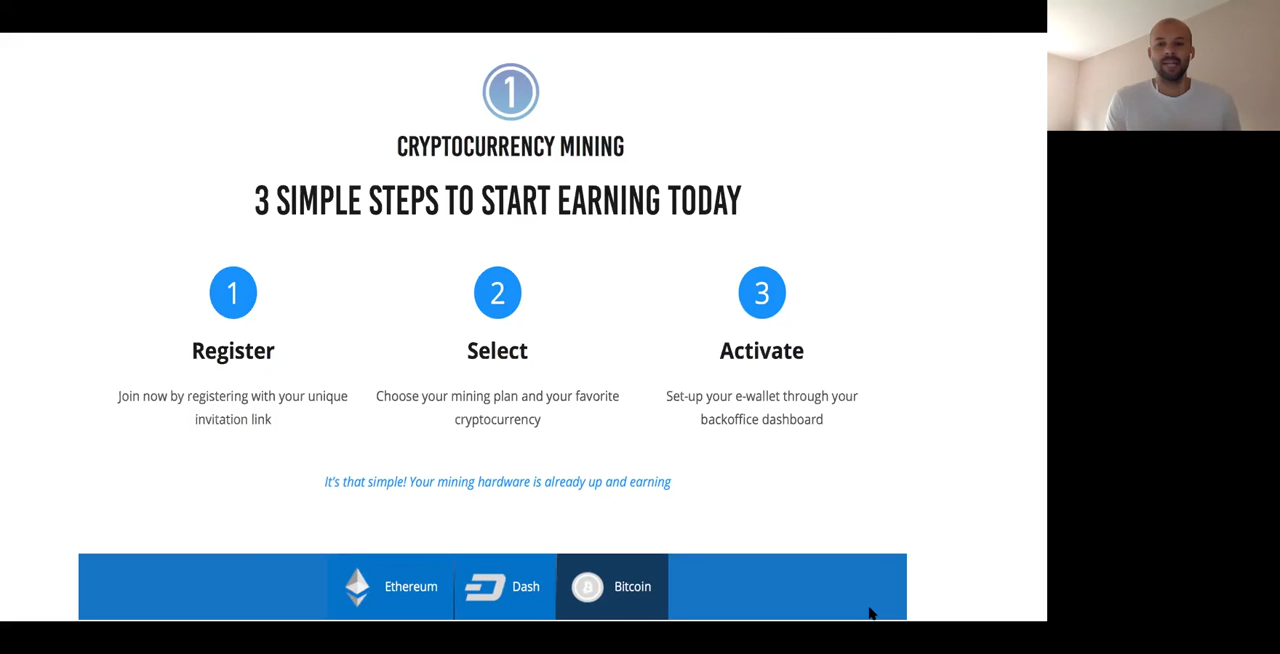 1
CRYPTOCURRENCY MINING
3 SIMPLE STEPS TO START EARNING TODAY
1
Register
Join now by registering with your unique
invitation link
2
Select
Choose your mining plan and your favorite
cryptocurrency
3
Activate
Set-up your e-wallet through your
backoffice dashboard
It's that simple! Your mining hardware is already up and earning
Ethereum
Dash
Bitcoin